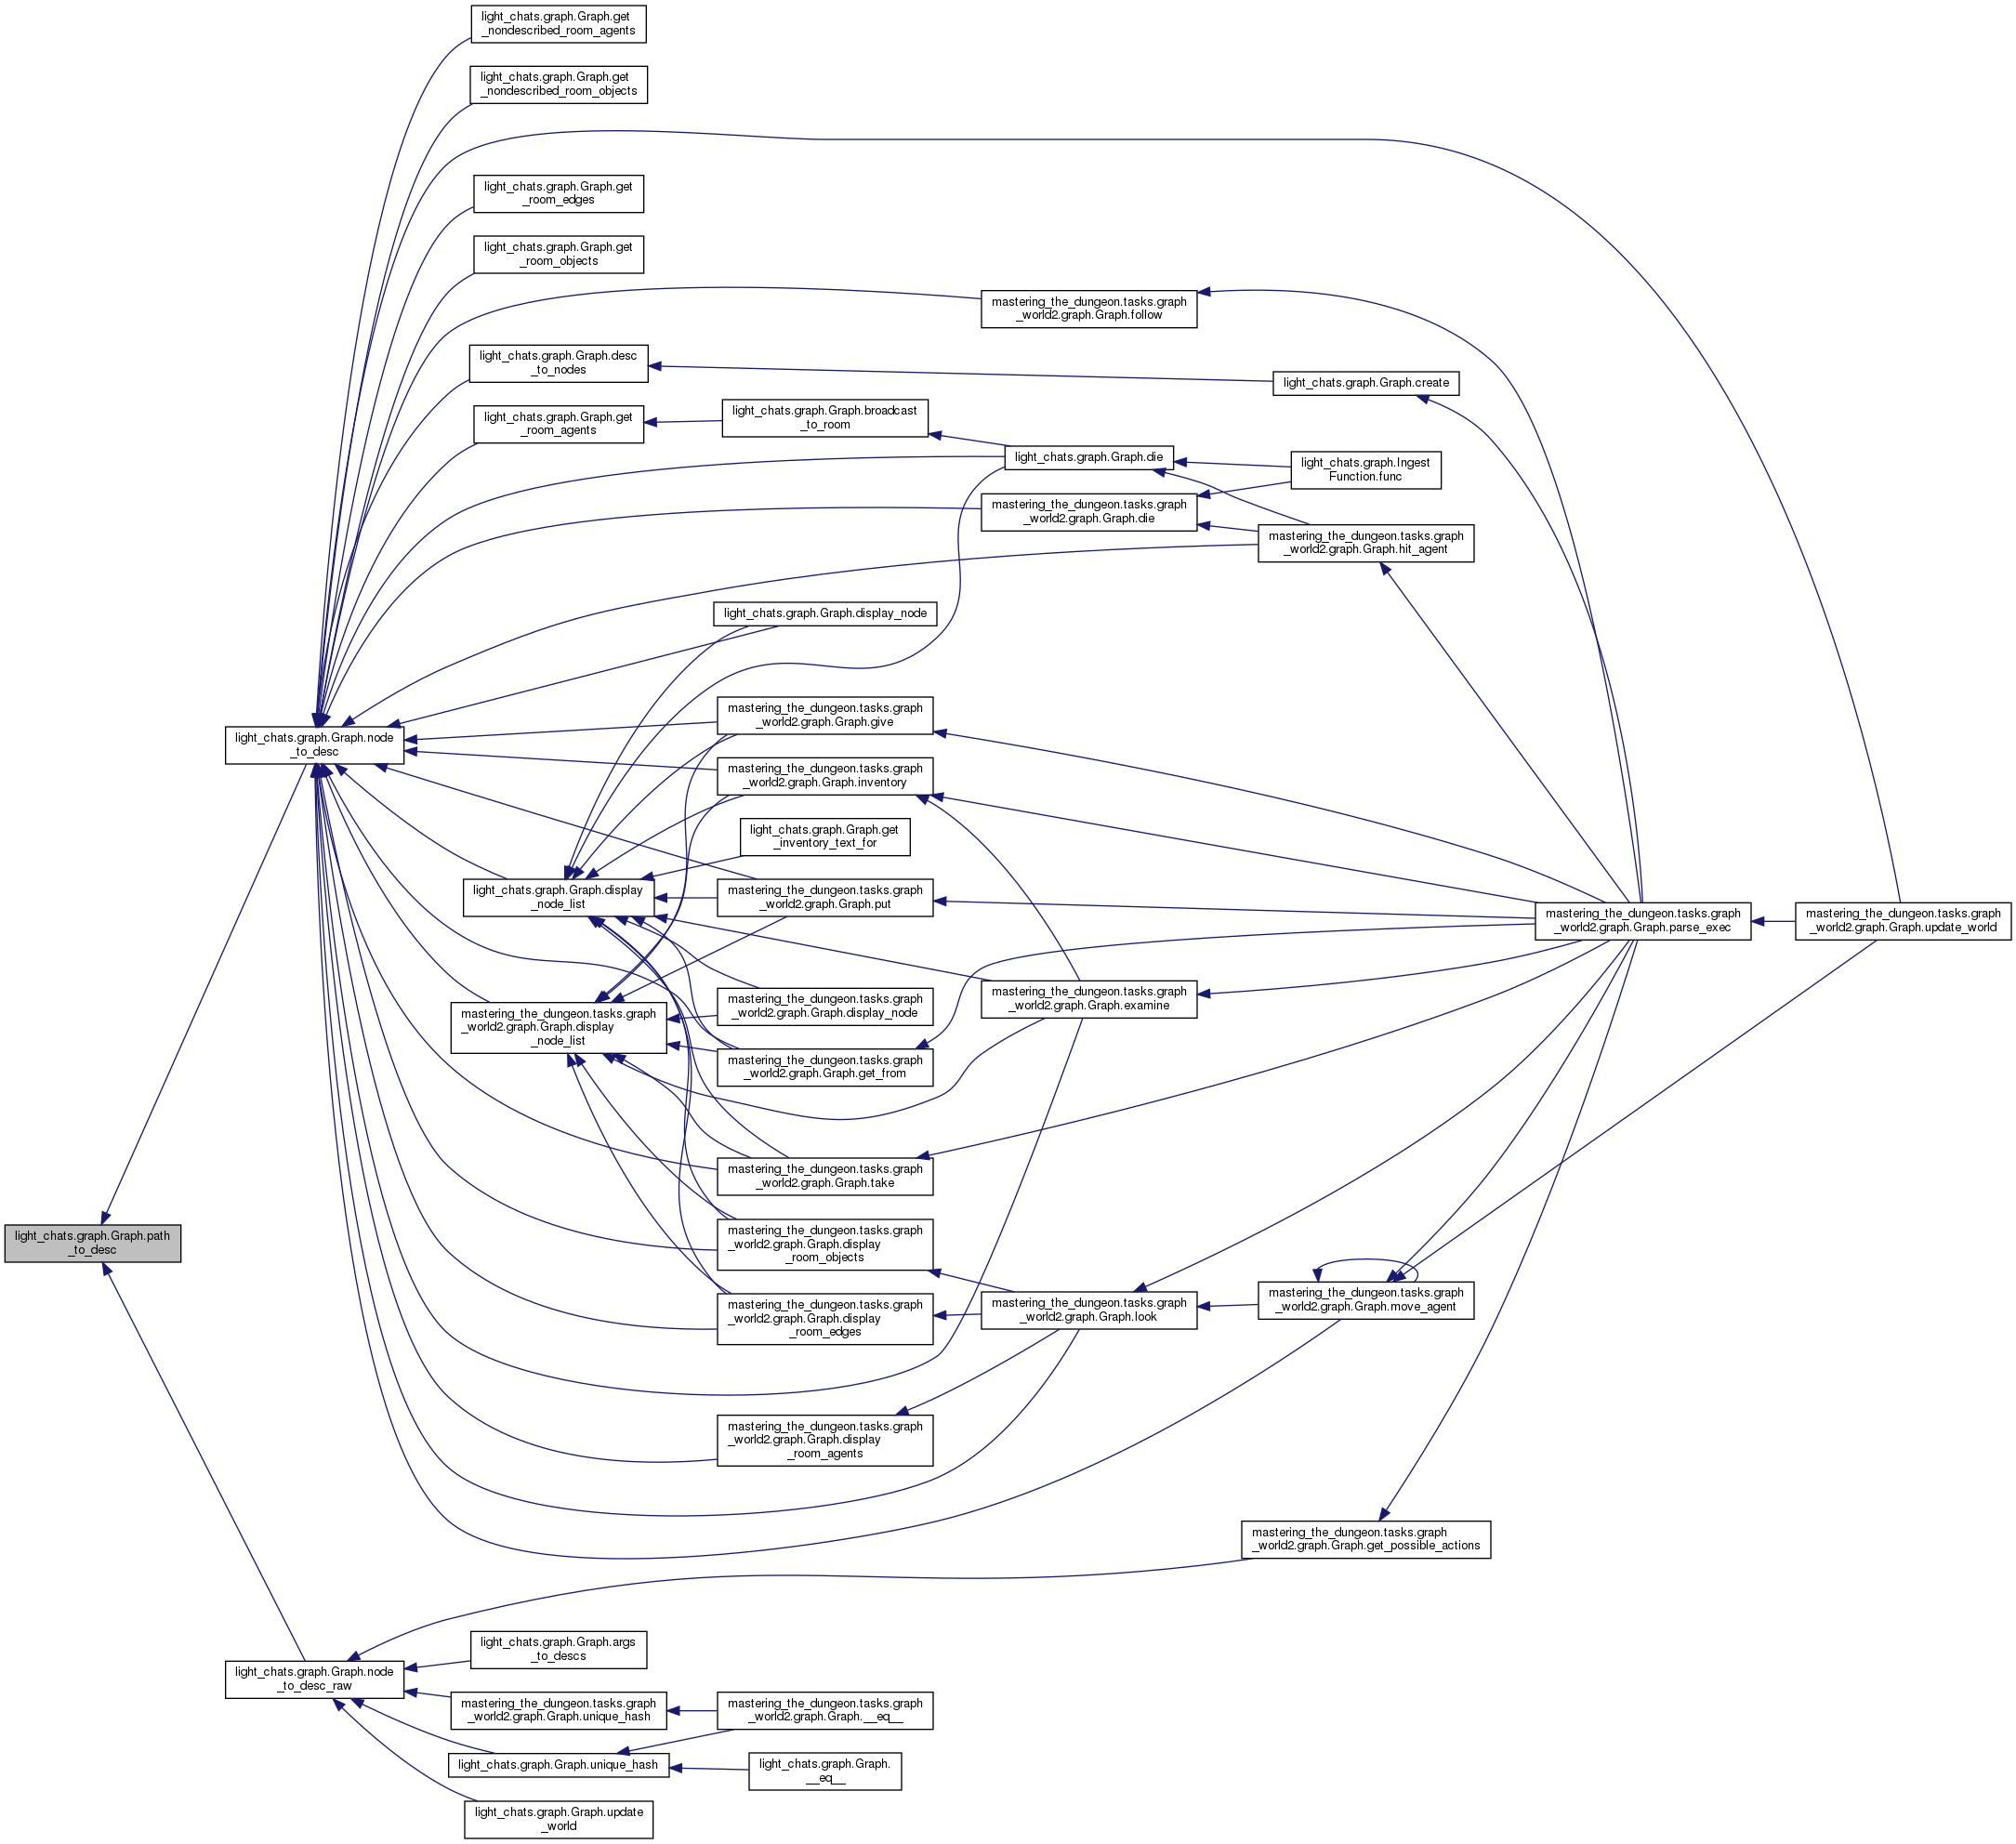 light_chats.graph.Graph.get
_nondescribed_room_agents
light_chats.graph.Graph.get
_nondescribed_room_objects
light_chats.graph.Graph.get
_room_edges
light_chats.graph.Graph.get
_room_objects
mastering_the_dungeon.tasks.graph
_world2.graph.Graph.follow
light_chats.graph.Graph.desc
_to_nodes
light_chats.graph.Graph.create
light_chats.graph.Graph.get
_room_agents
light_chats.graph.Graph.broadcast
_to_room
light_chats.graph.Graph.die
light_chats.graph.Ingest
Function.func
mastering_the_dungeon.tasks.graph
_world2.graph.Graph.die
mastering_the_dungeon.tasks.graph
_world2.graph.Graph.hit_agent
light_chats.graph.Graph.display_node
mastering_the_dungeon.tasks.graph
_world2.graph.Graph.give
light_chats.graph.Graph.node
_to_desc
mastering_the_dungeon.tasks.graph
_world2.graph.Graph.inventory
light_chats.graph.Graph.get
_inventory_text_for
light_chats.graph.Graph.display
_node_list
mastering_the_dungeon.tasks.graph
_world2.graph.Graph.put
mastering_the_dungeon.tasks.graph
_world2.graph.Graph.parse_exec
mastering_the_dungeon.tasks.graph
_world2.graph.Graph.update_world
mastering_the_dungeon.tasks.graph
_world2.graph.Graph.examine
mastering_the_dungeon.tasks.graph
_world2.graph.Graph.display
_node_list
mastering_the_dungeon.tasks.graph
_world2.graph.Graph.display_node
mastering_the_dungeon.tasks.graph
_world2.graph.Graph.get_from
mastering_the_dungeon.tasks.graph
_world2.graph.Graph.take
light_chats.graph.Graph.path
_to_desc
mastering_the_dungeon.tasks.graph
_world2.graph.Graph.display
_room_objects
mastering_the_dungeon.tasks.graph
_world2.graph.Graph.display
_room_edges
mastering_the_dungeon.tasks.graph
_world2.graph.Graph.look
mastering_the_dungeon.tasks.graph
_world2.graph.Graph.move_agent
mastering_the_dungeon.tasks.graph
_world2.graph.Graph.display
_room_agents
mastering_the_dungeon.tasks.graph
_world2.graph.Graph.get_possible_actions
light_chats.graph.Graph.args
_to_descs
light_chats.graph.Graph.node
_to_desc_raw
mastering_the_dungeon.tasks.graph
_world2.graph.Graph.unique_hash
mastering_the_dungeon.tasks.graph
_world2.graph.Graph.__eq__
light_chats.graph.Graph.unique_hash
light_chats.graph.Graph.
__eq__
light_chats.graph.Graph.update
_world